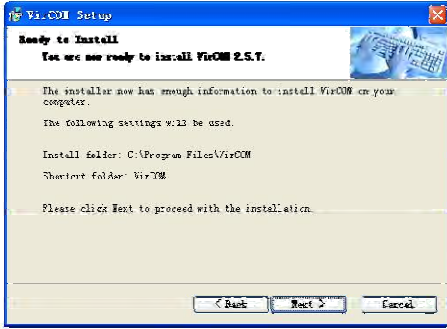 VirCOM Setup
Ready to Install
You are now ready to install VirCOM 2.5.7.
The installer now has enough information to install VirCOM on your
computer.
The following settings will be used.
Install folder: C:\Program Files\VirCOM
Shortcut folder: VirCOM
Please click Next to proceed with the installation.
< Back
Next >
Cancel